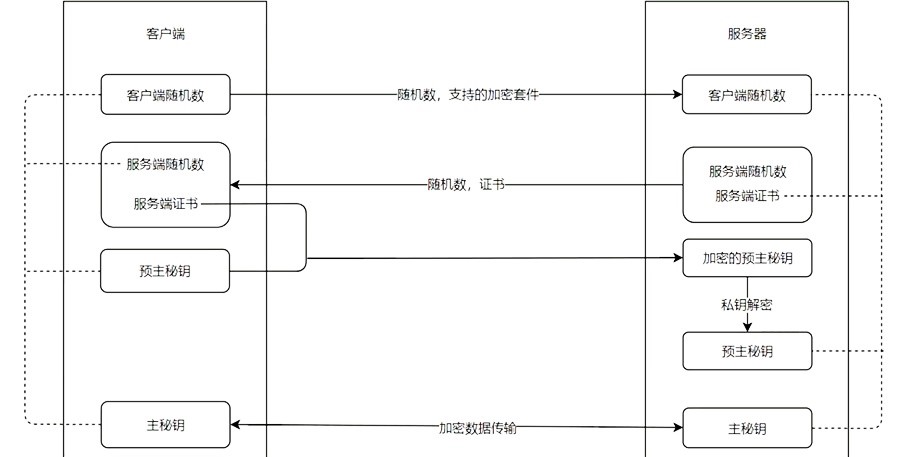 客户端
服务器
客户端随机数
随机数，支持的加密套件
客户端随机数
服务端随机数
服务端证书
随机数，证书
服务端随机数
服务端证书
预主秘钥
加密的预主秘钥
私钥解密
预主秘钥
主秘钥
加密数据传输
主秘钥